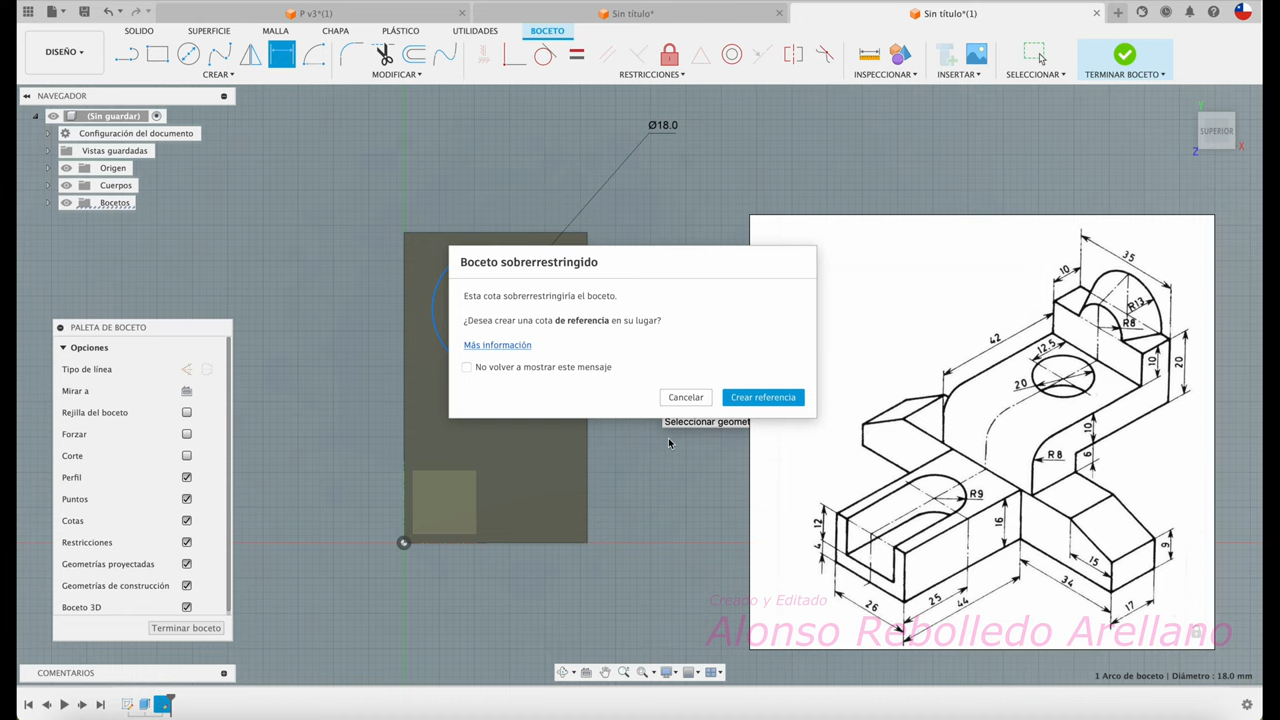 P v3*(1)
Sin título*
Sin título*(1)
DISEÑO
SÓLIDO
SUPERFICIE
MALLA
CHAPA
PLÁSTICO
UTILIDADES
BOCETO
CREAR
MODIFICAR
RESTRICCIONES
INSPECCIONAR
INSERTAR
SELECCIONAR
TERMINAR BOCETO
NAVEGADOR
(Sin guardar)
Configuración del documento
Vistas guardadas
Origen
Cuerpos
Bocetos
SUPERIOR
Y
Z
X
Ø18.0
PALETA DE BOCETO
Opciones
Tipo de línea
Mirar a
Rejilla del boceto
Forzar
Corte
Perfil
Puntos
Cotas
Restricciones
Geometrías proyectadas
Geometrías de construcción
Boceto 3D
Terminar boceto
Boceto sobrerrestringido
Esta cota sobrerrestringiría el boceto.
¿Desea crear una cota de referencia en su lugar?
Más información
No volver a mostrar este mensaje
Cancelar
Crear referencia
Seleccionar geomet
35
10
R13
R8
42
12.5
20
10
20
10
6
R8
R9
16
12
4
9
15
26
25
44
34
17
Creado y Editado
Alonso Rebolledo Arellano
COMENTARIOS
1 Arco de boceto | Diámetro : 18.0 mm